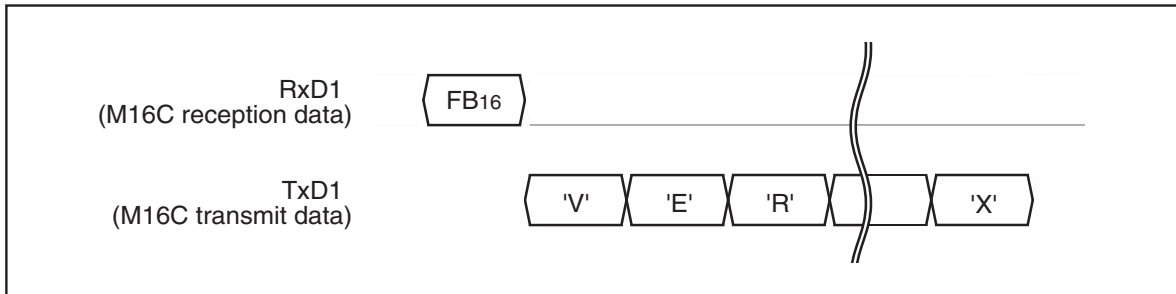 RxD1
(M16C reception data)
FB16
TxD1
(M16C transmit data)
'V'
'E'
'R'
'X'